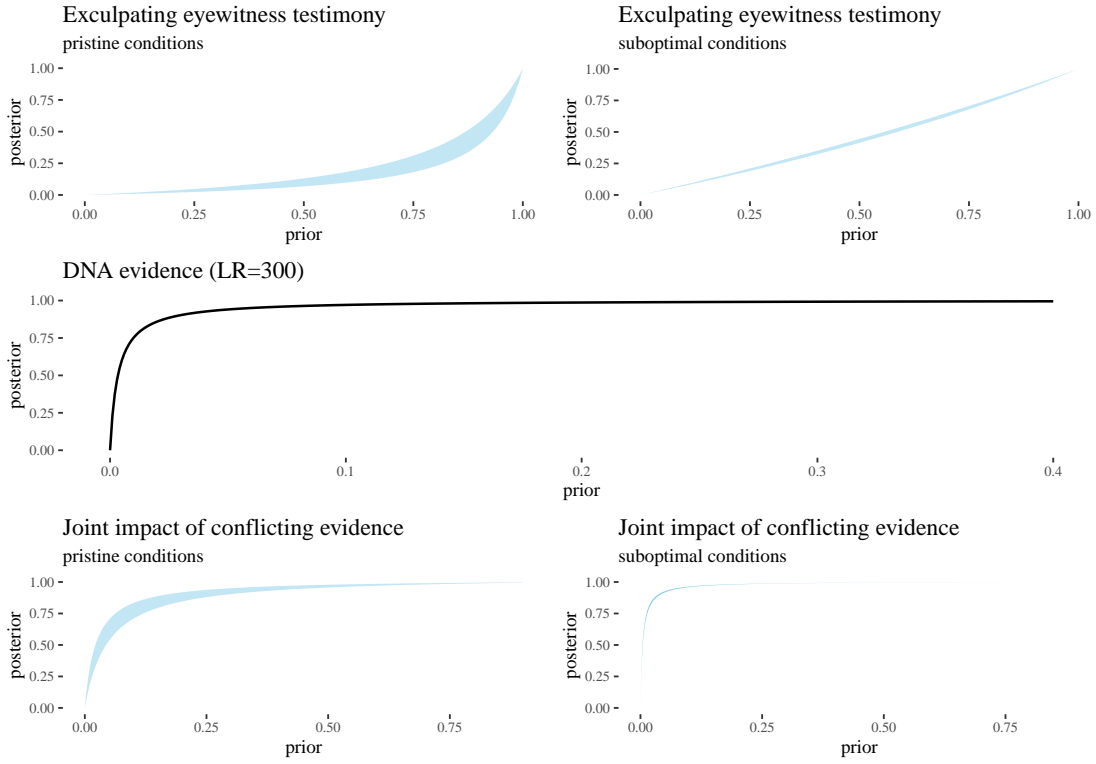 Exculpating eyewitness testimony
pristine conditions
1.00
0.75
0.50
0.25
0.00
posterior
0.00 0.25 0.50 0.75 1.00
prior
Exculpating eyewitness testimony
suboptimal conditions
1.00
0.75
0.50
0.25
0.00
posterior
0.00 0.25 0.50 0.75 1.00
prior
DNA evidence (LR=300)
1.00
0.75
0.50
0.25
0.00
posterior
0.0 0.1 0.2 0.3 0.4
prior
Joint impact of conflicting evidence
pristine conditions
1.00
0.75
0.50
0.25
0.00
posterior
0.00 0.25 0.50 0.75
prior
Joint impact of conflicting evidence
suboptimal conditions
1.00
0.75
0.50
0.25
0.00
posterior
0.00 0.25 0.50 0.75
prior